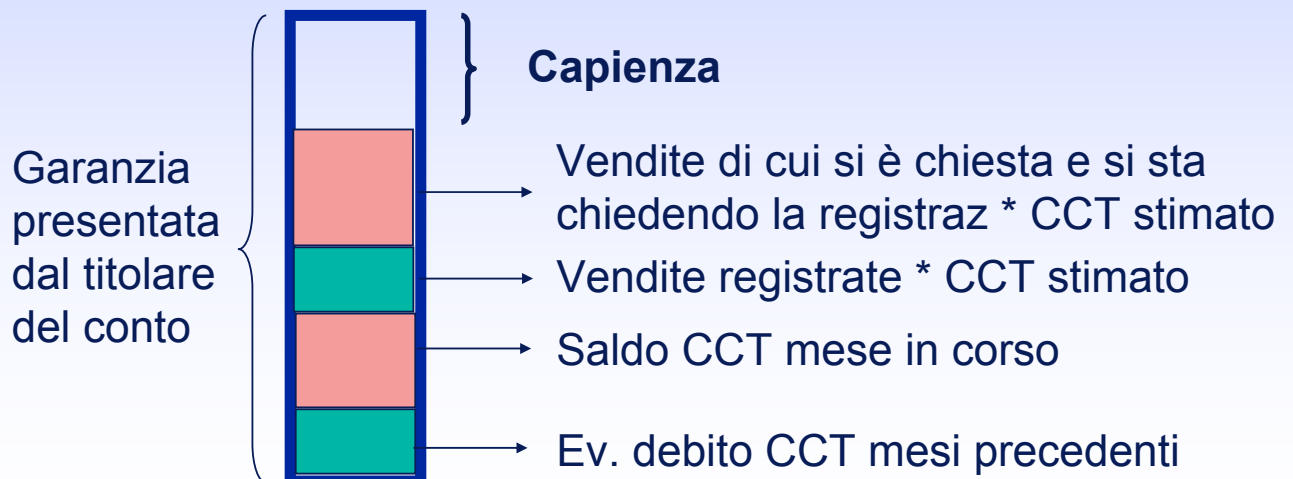 Capienza
Garanzia
presentata
dal titolare
del conto
Vendite di cui si è chiesta e si sta
chiedendo la registraz * CCT stimato
Vendite registrate * CCT stimato
Saldo CCT mese in corso
Ev. debito CCT mesi precedenti